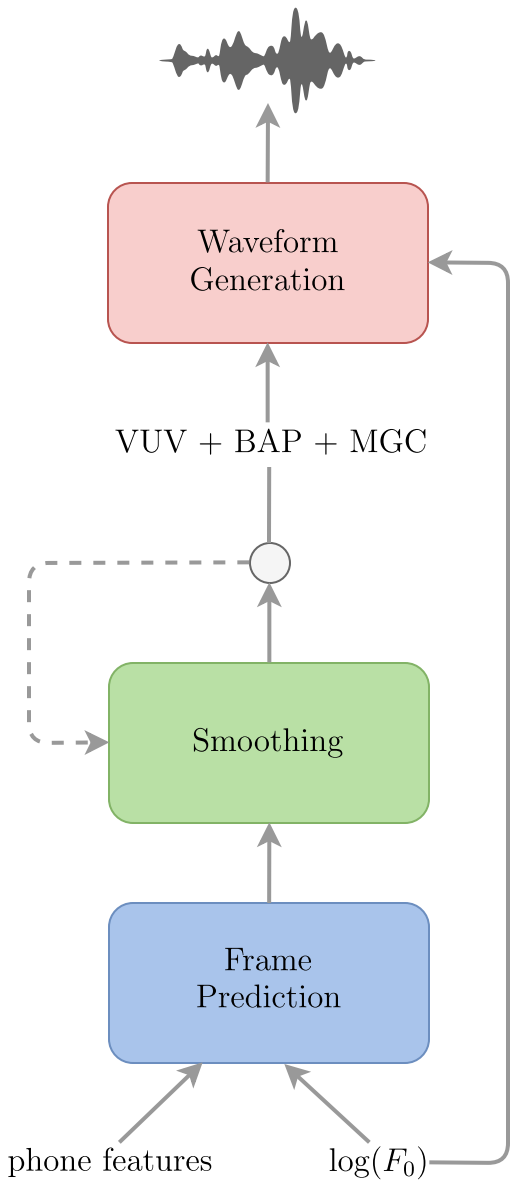 Waveform
Generation
VUV + BAP + MGC
Smoothing
Frame
Prediction
phone features
log(F₀)